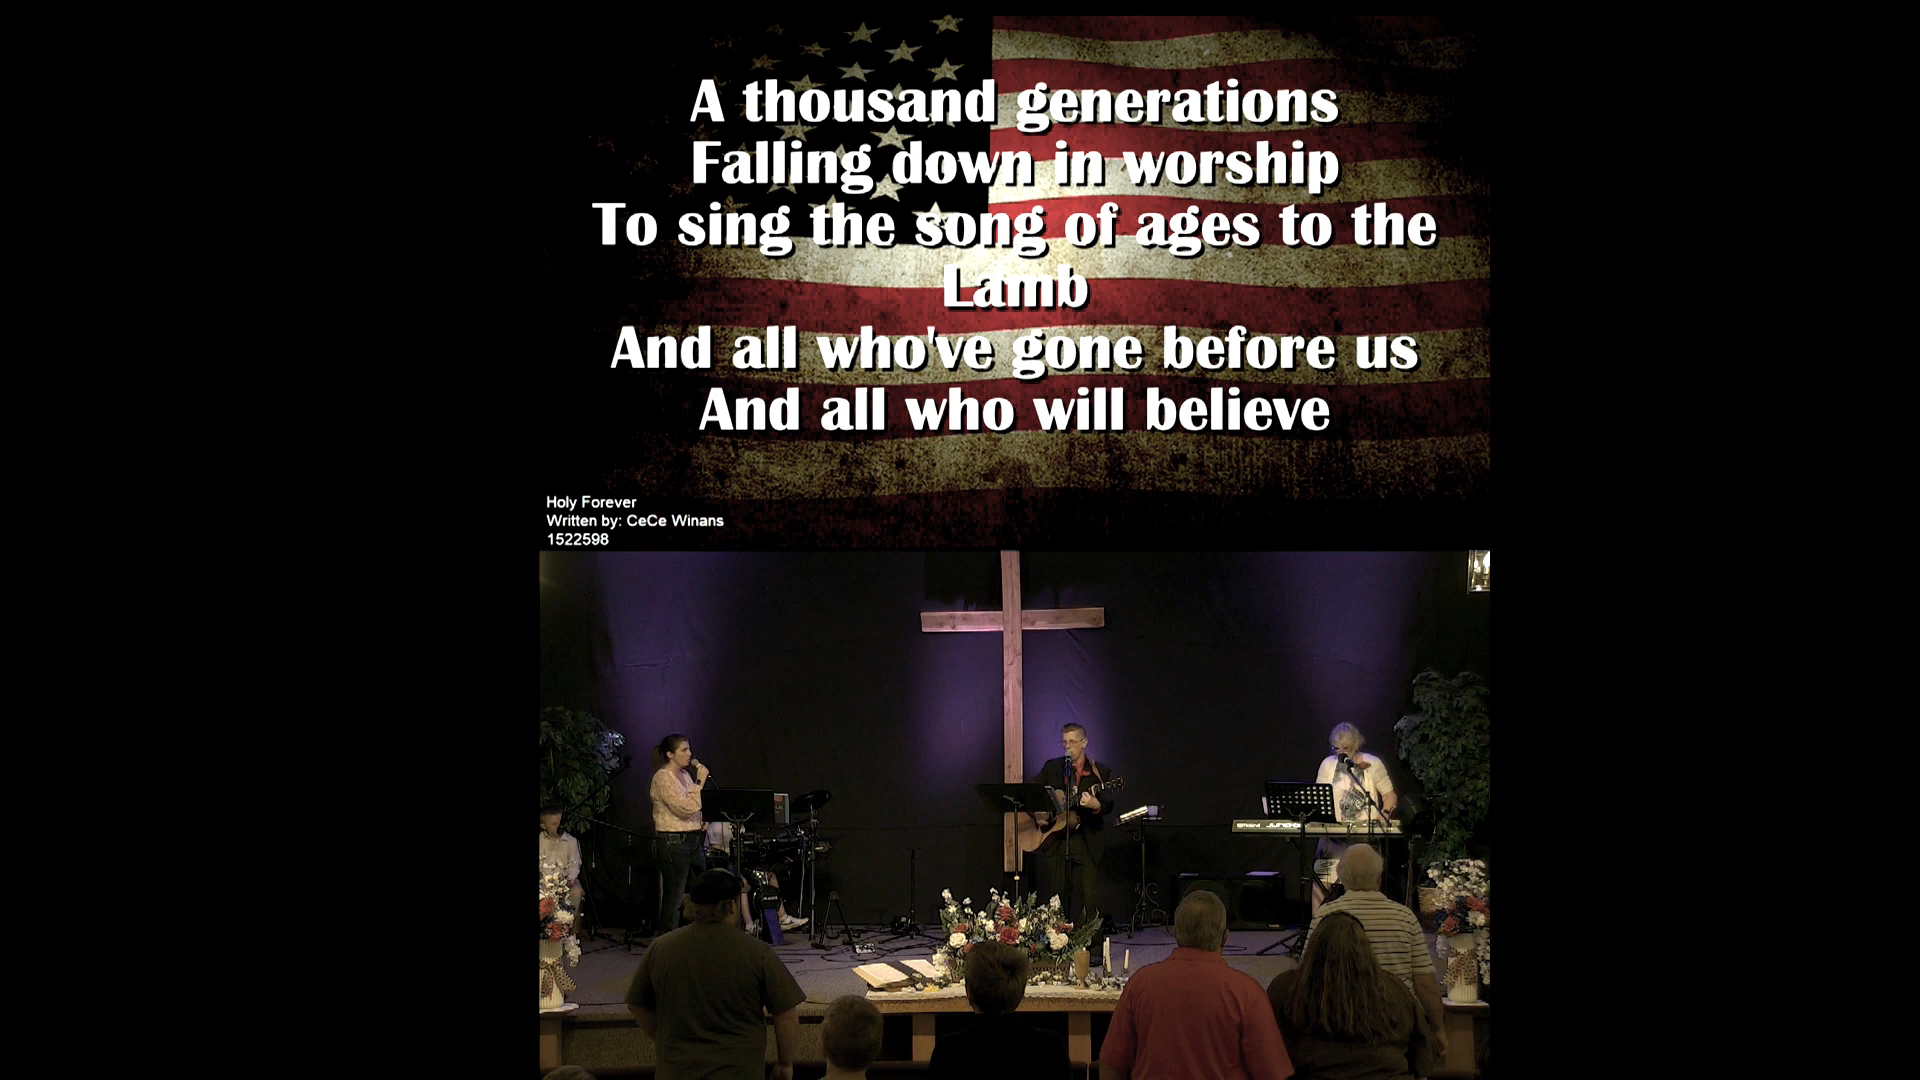 A thousand generations
Falling down in worship
To sing the song of ages to the
Lamb
And all who've gone before us
And all who will believe
Holy Forever
Written by: CeCe Winans
1522598
Roland